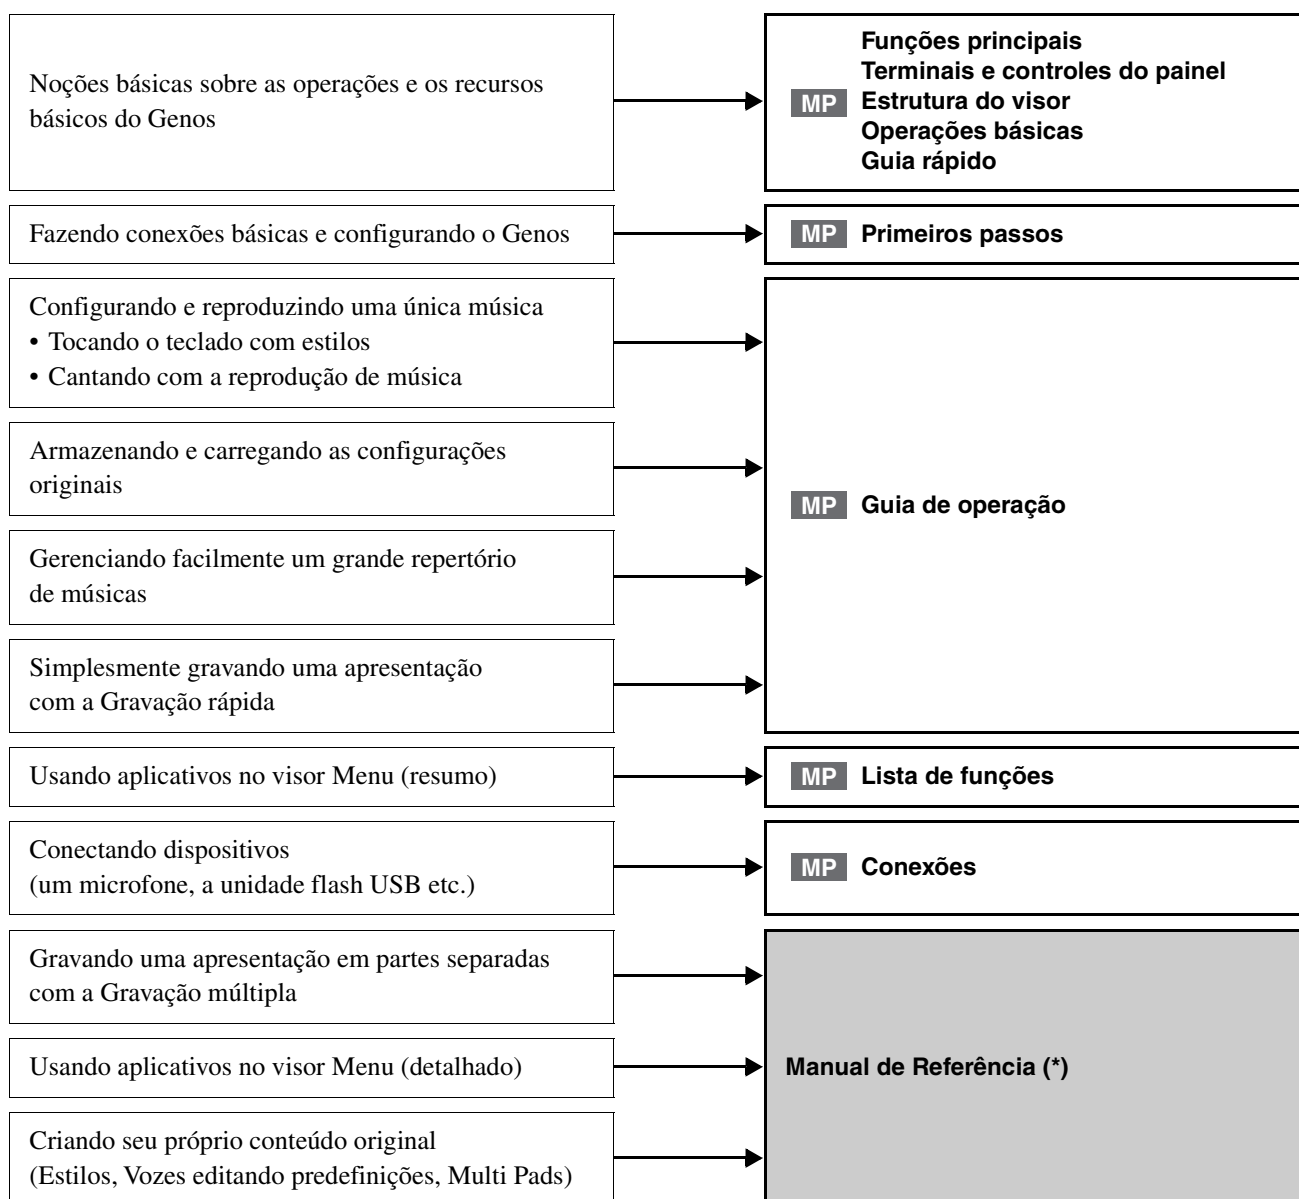 Noções básicas sobre as operações e os recursos
básicos do Genos
MP
Funções principais
Terminais e controles do painel
Estrutura do visor
Operações básicas
Guia rápido
Fazendo conexões básicas e configurando o Genos
MP Primeiros passos
Configurando e reproduzindo uma única música
• Tocando o teclado com estilos
• Cantando com a reprodução de música
Armazenando e carregando as configurações
originais
Gerenciando facilmente um grande repertório
de músicas
Simplesmente gravando uma apresentação
com a Gravação rápida
MP Guia de operação
Usando aplicativos no visor Menu (resumo)
MP Lista de funções
Conectando dispositivos
(um microfone, a unidade flash USB etc.)
MP Conexões
Gravando uma apresentação em partes separadas
com a Gravação múltipla
Usando aplicativos no visor Menu (detalhado)
Criando seu próprio conteúdo original
(Estilos, Vozes editando predefinições, Multi Pads)
Manual de Referência (*)